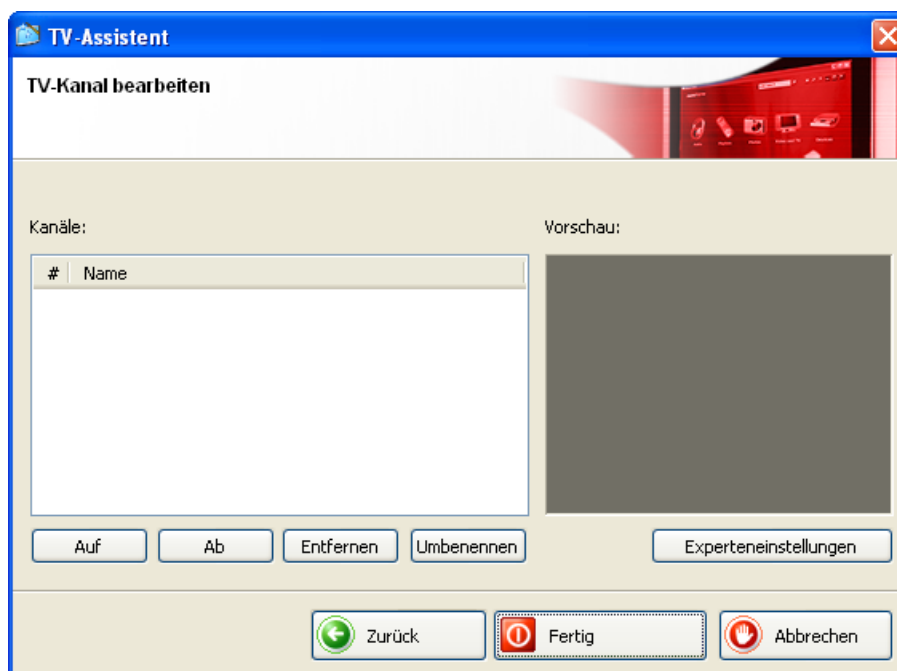 TV-Assistent
TV-Kanal bearbeiten
Kanäle:
Vorschau:
# Name
Auf Ab Entfernen Umbenennen Experteneinstellungen
Zurück Fertig Abbrechen